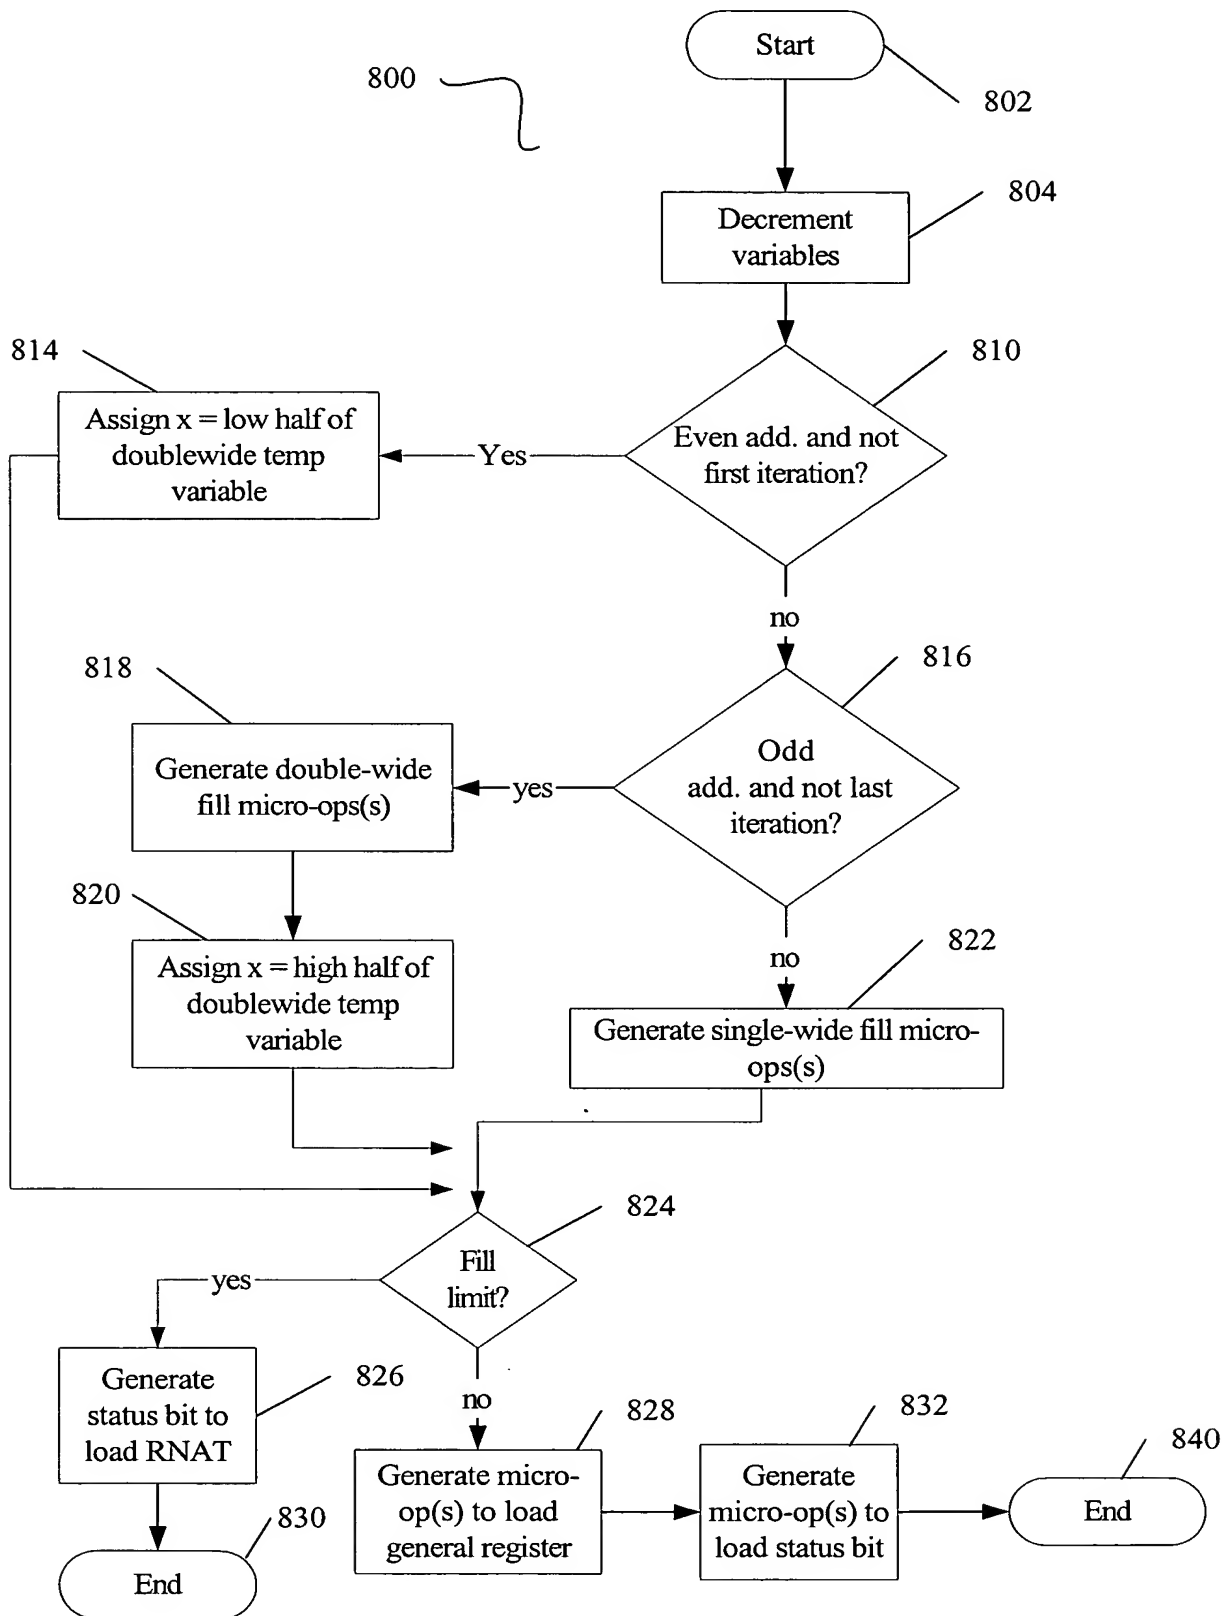 Start
800
802
804
Decrement
variables
814
810
Assign x = low half of
doublewide temp
variable
Yes
Even add. and not
first iteration?
no
818
816
Generate double-wide
fill micro-ops(s)
yes
Odd
add. and not last
iteration?
820
822
no
Assign x = high half of
doublewide temp
variable
Generate single-wide fill micro-
ops(s)
824
Fill
limit?
yes
Generate
status bit to
load RNAT
826
no
828
832
840
Generate micro-
op(s) to load
general register
Generate
micro-op(s) to
load status bit
End
830
End